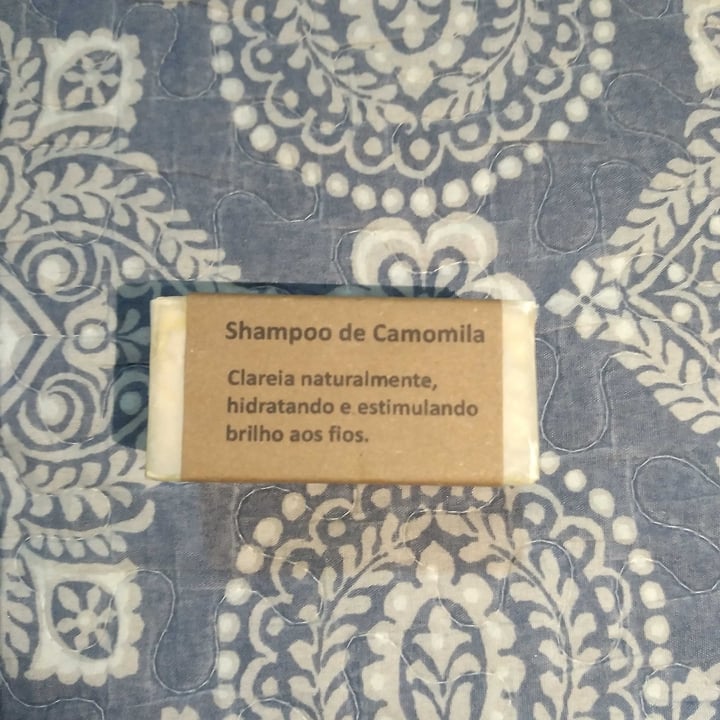 Shampoo de Camomila
Clareia naturalmente,
hidratando e estimulando
brilho aos fios.